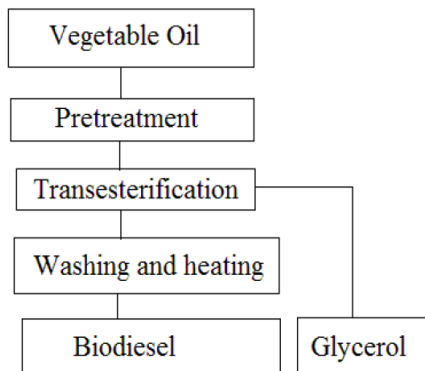 Vegetable Oil
Pretreatment
Transesterification
Washing and heating
Biodiesel
Glycerol